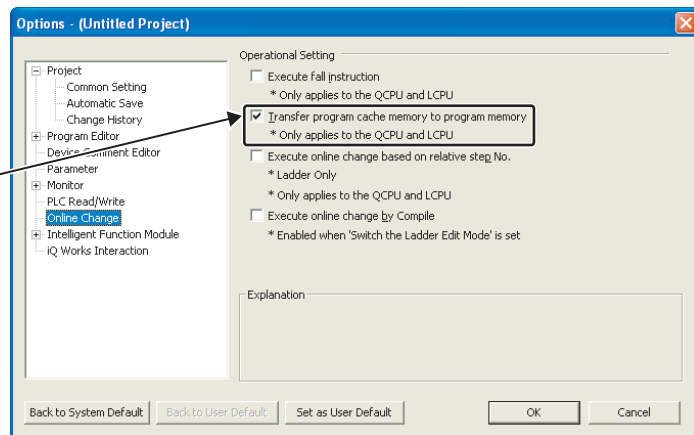 Options - (Untitled Project)
Project
Common Setting
Automatic Save
Change History
Program Editor
Device Comment Editor
Parameter
Monitor
PLC Read/Write
Online Change
Intelligent Function Module
iQ Works Interaction
Operational Setting
Execute fall instruction
* Only applies to the QCPU and LCPU
Transfer program cache memory to program memory
* Only applies to the QCPU and LCPU
Execute online change based on relative step No.
* Ladder Only
* Only applies to the QCPU and LCPU
Execute online change by Compile
* Enabled when 'Switch the Ladder Edit Mode' is set
Explanation
Back to System Default
Back to User Default
Set as User Default
OK
Cancel